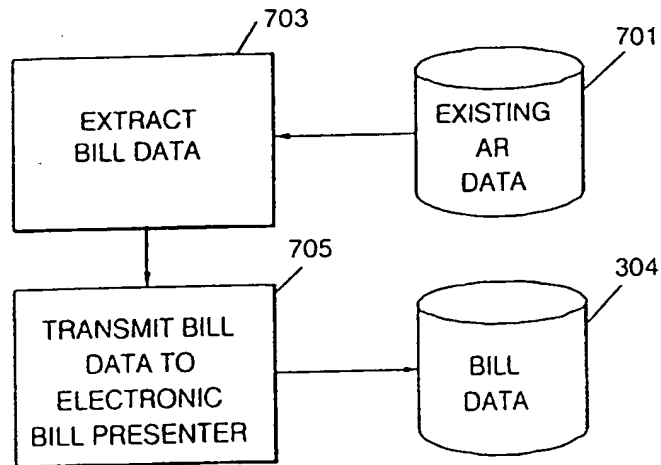 703
EXTRACT
BILL DATA
701
EXISTING
AR
DATA
705
TRANSMIT BILL
DATA TO
ELECTRONIC
BILL PRESENTER
304
BILL
DATA